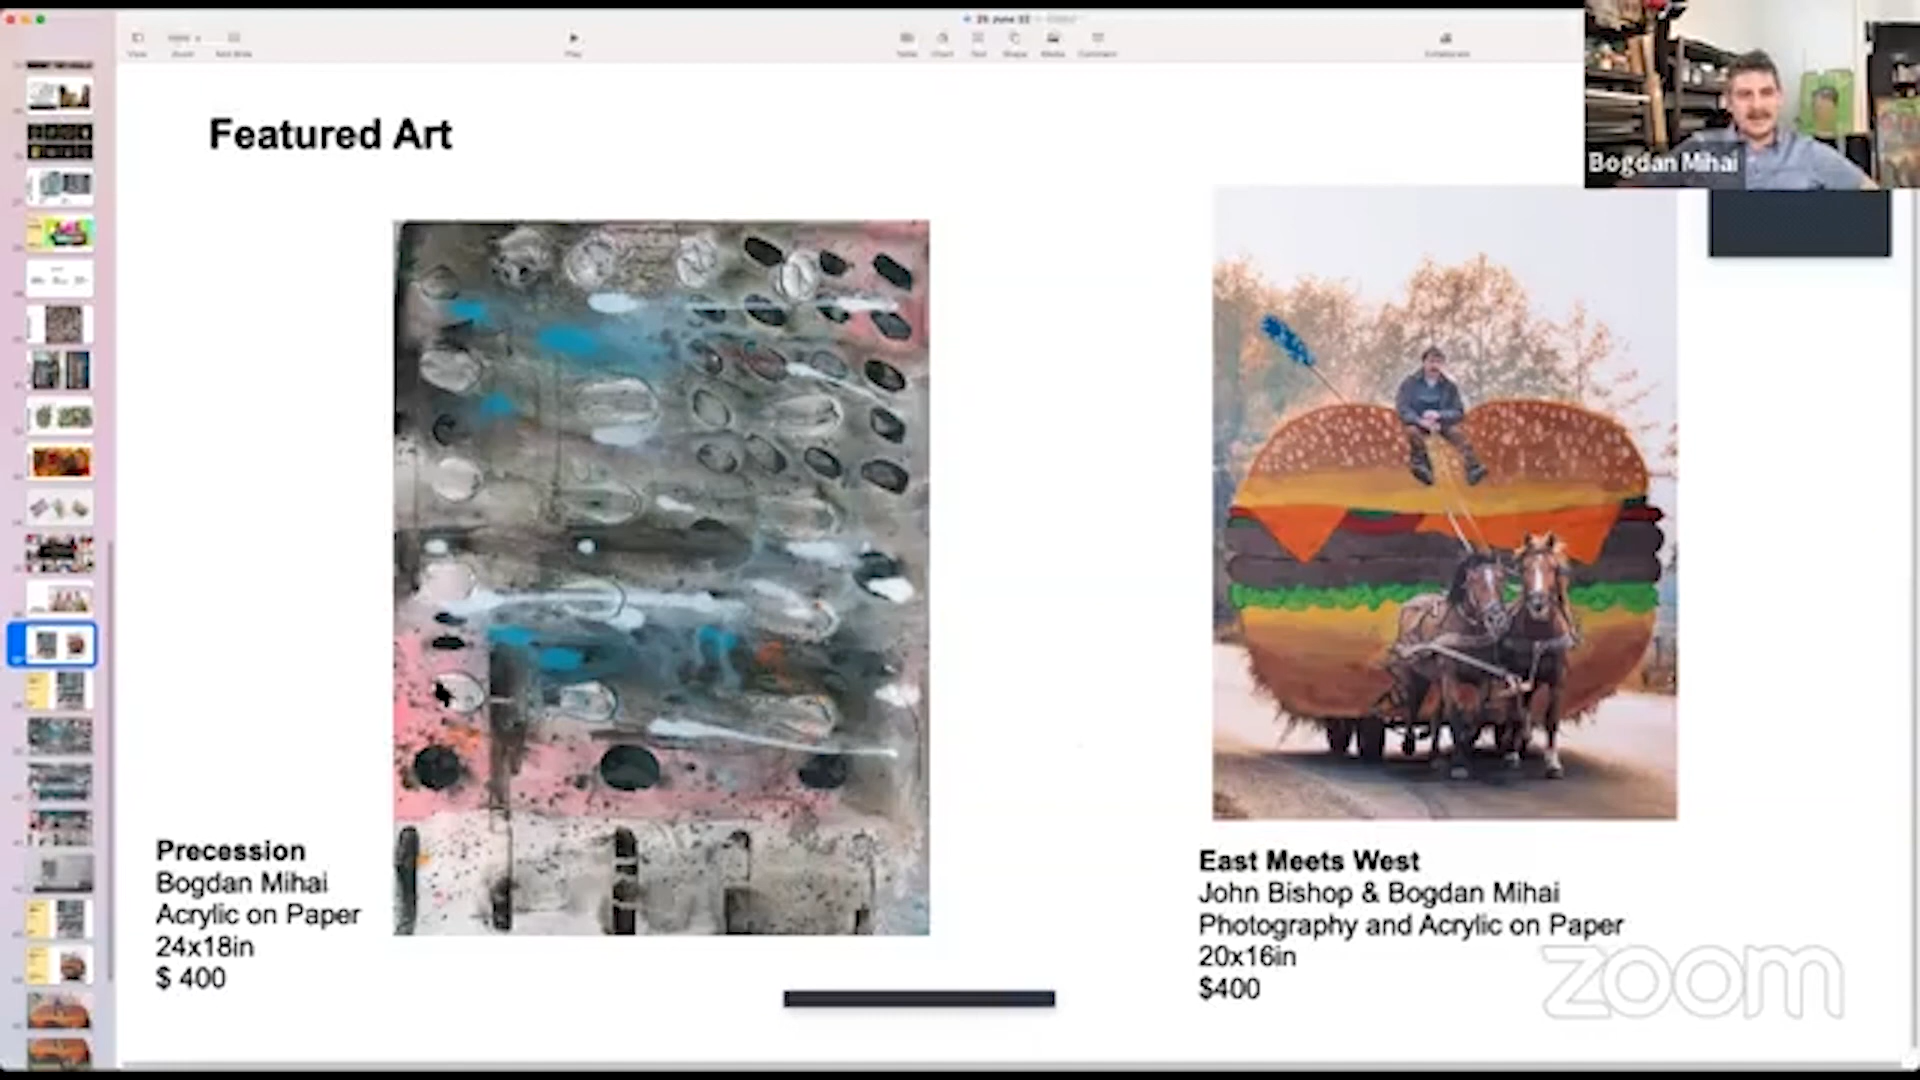 Featured Art
Bogdan Mihai
Precession
Bogdan Mihai
Acrylic on Paper
24x18in
$ 400
East Meets West
John Bishop & Bogdan Mihai
Photography and Acrylic on Paper
20x16in
$400
zoom